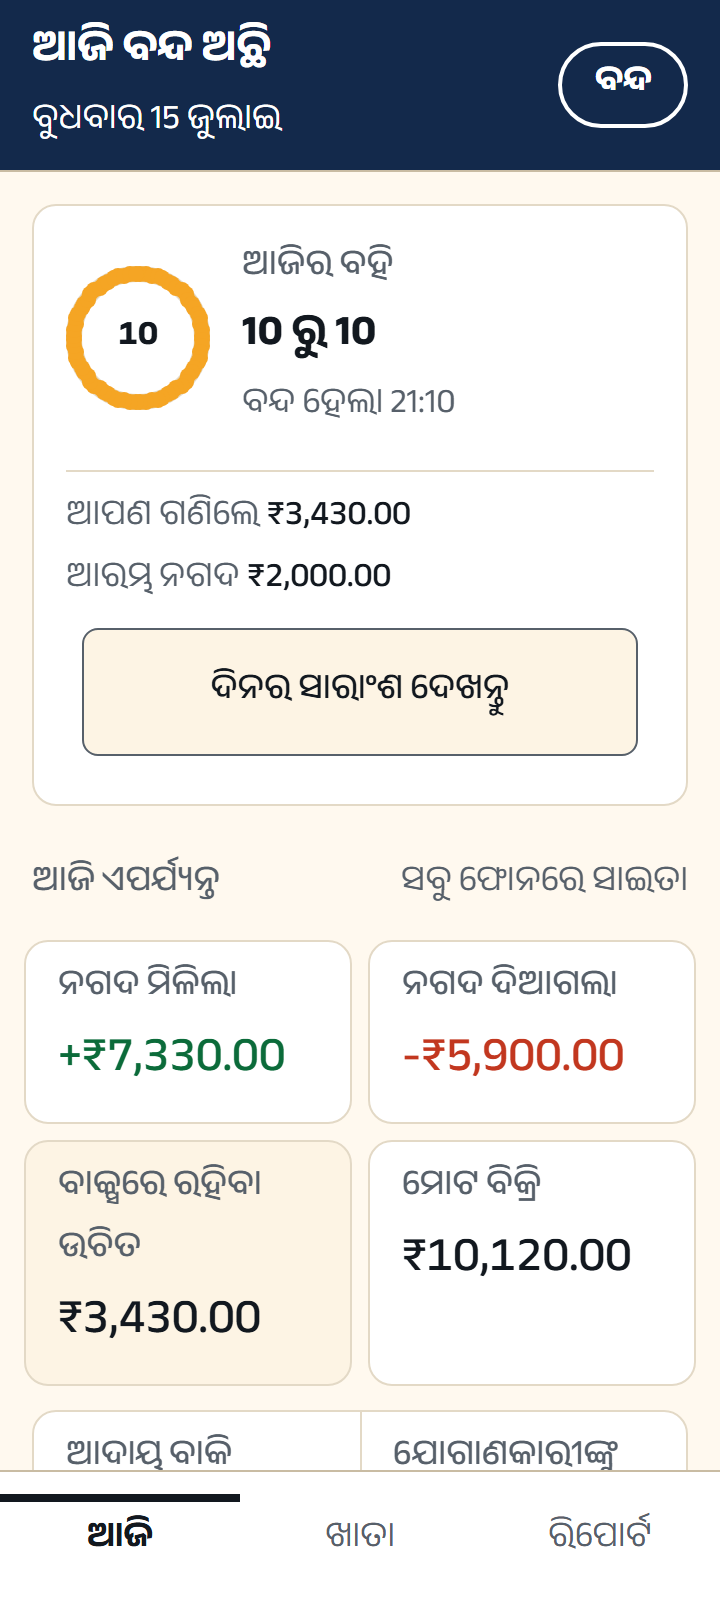 ଆଜି ବନ୍ଦ ଅଛି
ବୁଧବାର 15 ଜୁଲାଇ
ବନ୍ଦ
10
ଆଜିର ବହି
10 ରୁ 10
ବନ୍ଦ ହେଲା 21:10
ଆପଣ ଗଣିଲେ ₹3,430.00
ଆରମ୍ଭ ନଗଦ ₹2,000.00
ଦିନର ସାରାଂଶ ଦେଖନ୍ତୁ
ଆଜି ଏପର୍ଯ୍ୟନ୍ତ
ସବୁ ଫୋନରେ ସାଇତା
ନଗଦ ମିଳିଲା
+₹7,330.00
ନଗଦ ଦିଆଗଲା
-₹5,900.00
ବାକ୍ସରେ ରହିବା
ଉଚିତ
₹3,430.00
ମୋଟ ବିକ୍ରି
₹10,120.00
ଆଦାୟ ବାକି
ଯୋଗାଣକାରୀଙ୍କୁ
ଆଜି
ଖାତା
ରିପୋର୍ଟ